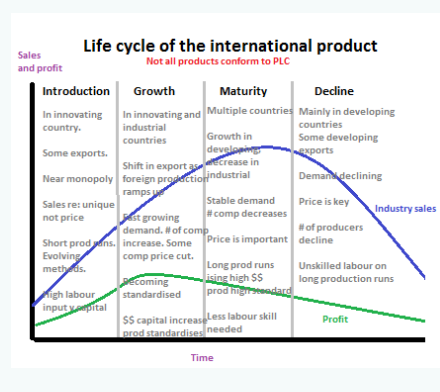 Life cycle of the international product
Not all products conform to PLC
Sales
and profit
Introduction
In innovating
country.
Some exports.
Near monopoly
Sales re: unique
not price
Short prod runs.
Evolving
methods.
High labour
input v capital
Growth
In innovating and
industrial
countries
Shift in export as
foreign production
ramps up
Fast growing
demand. # of comp
increase. Some
comp price cut.
Becoming
standardised
$$ capital increase
prod standardises
Maturity
Multiple countries
Growth in
developing,
decrease in
industrial
Stable demand
# comp decreases
Price is important
Long prod runs
ising high $$
prod high standard
Less labour skill
needed
Decline
Mainly in developing
countries
Some developing
exports
Demand declining
Price is key
# of producers
decline
Unskilled labour on
long production runs
Industry sales
Profit
Time